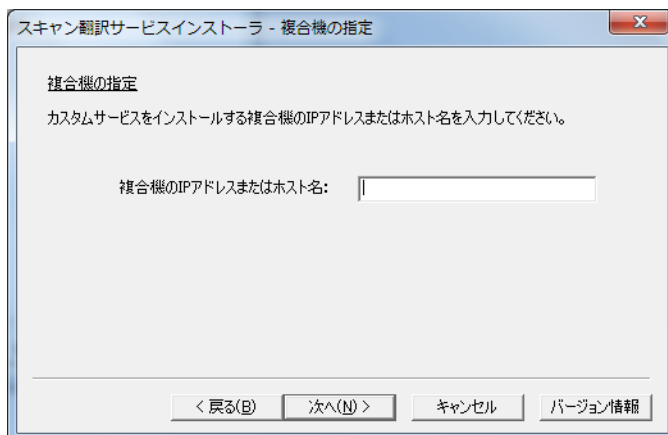 スキャン翻訳サービスインストーラ - 複合機の指定
複合機の指定
カスタムサービスをインストールする複合機のIPアドレスまたはホスト名を入力してください。
複合機のIPアドレスまたはホスト名:
< 戻る(B) 次へ(N) > キャンセル バージョン情報